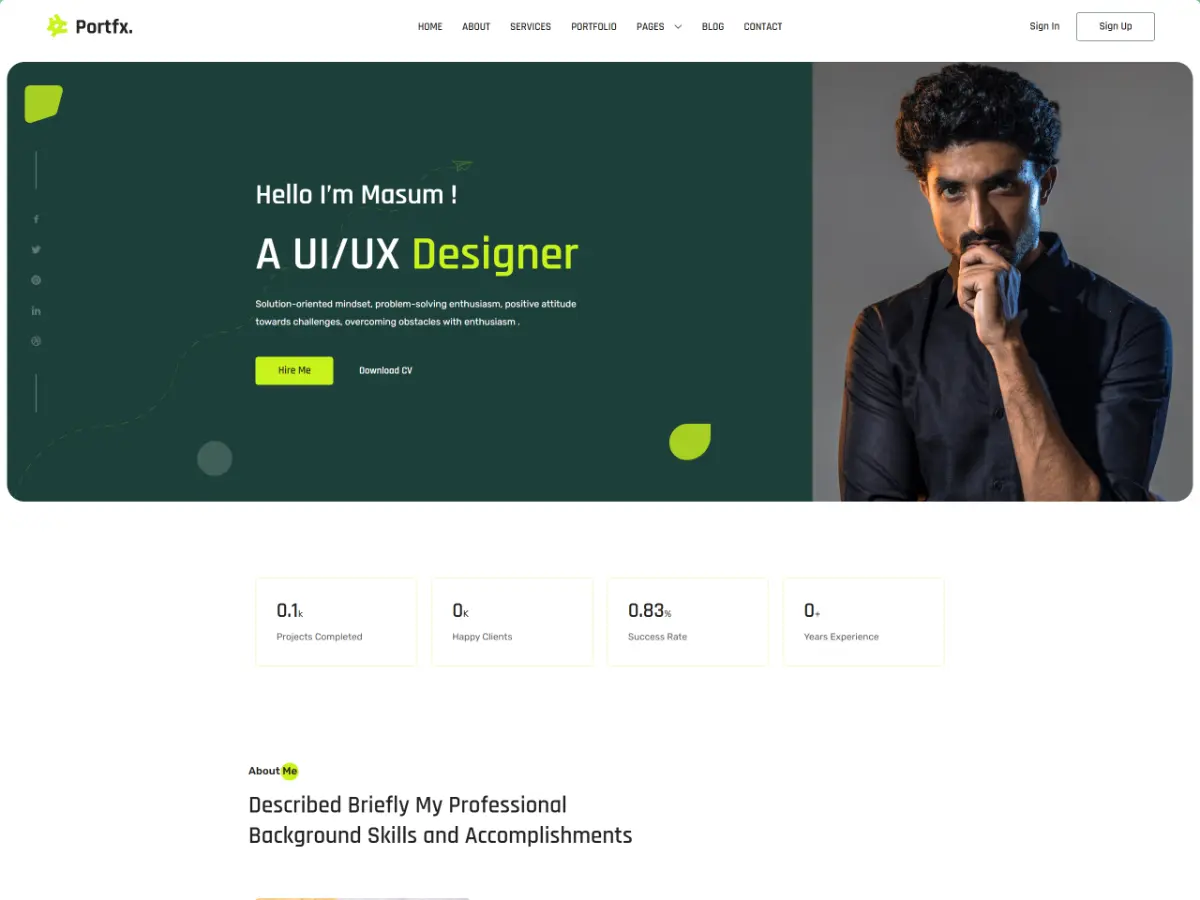 Portfx.
HOME ABOUT SERVICES PORTFOLIO PAGES BLOG CONTACT
Sign In Sign Up
Hello I’m Masum !
A UI/UX Designer
Solution-oriented mindset, problem-solving enthusiasm, positive attitude
towards challenges, overcoming obstacles with enthusiasm .
Hire Me Download CV
0.1k
Projects Completed
0K
Happy Clients
0.83%
Success Rate
0+
Years Experience
About Me
Described Briefly My Professional
Background Skills and Accomplishments